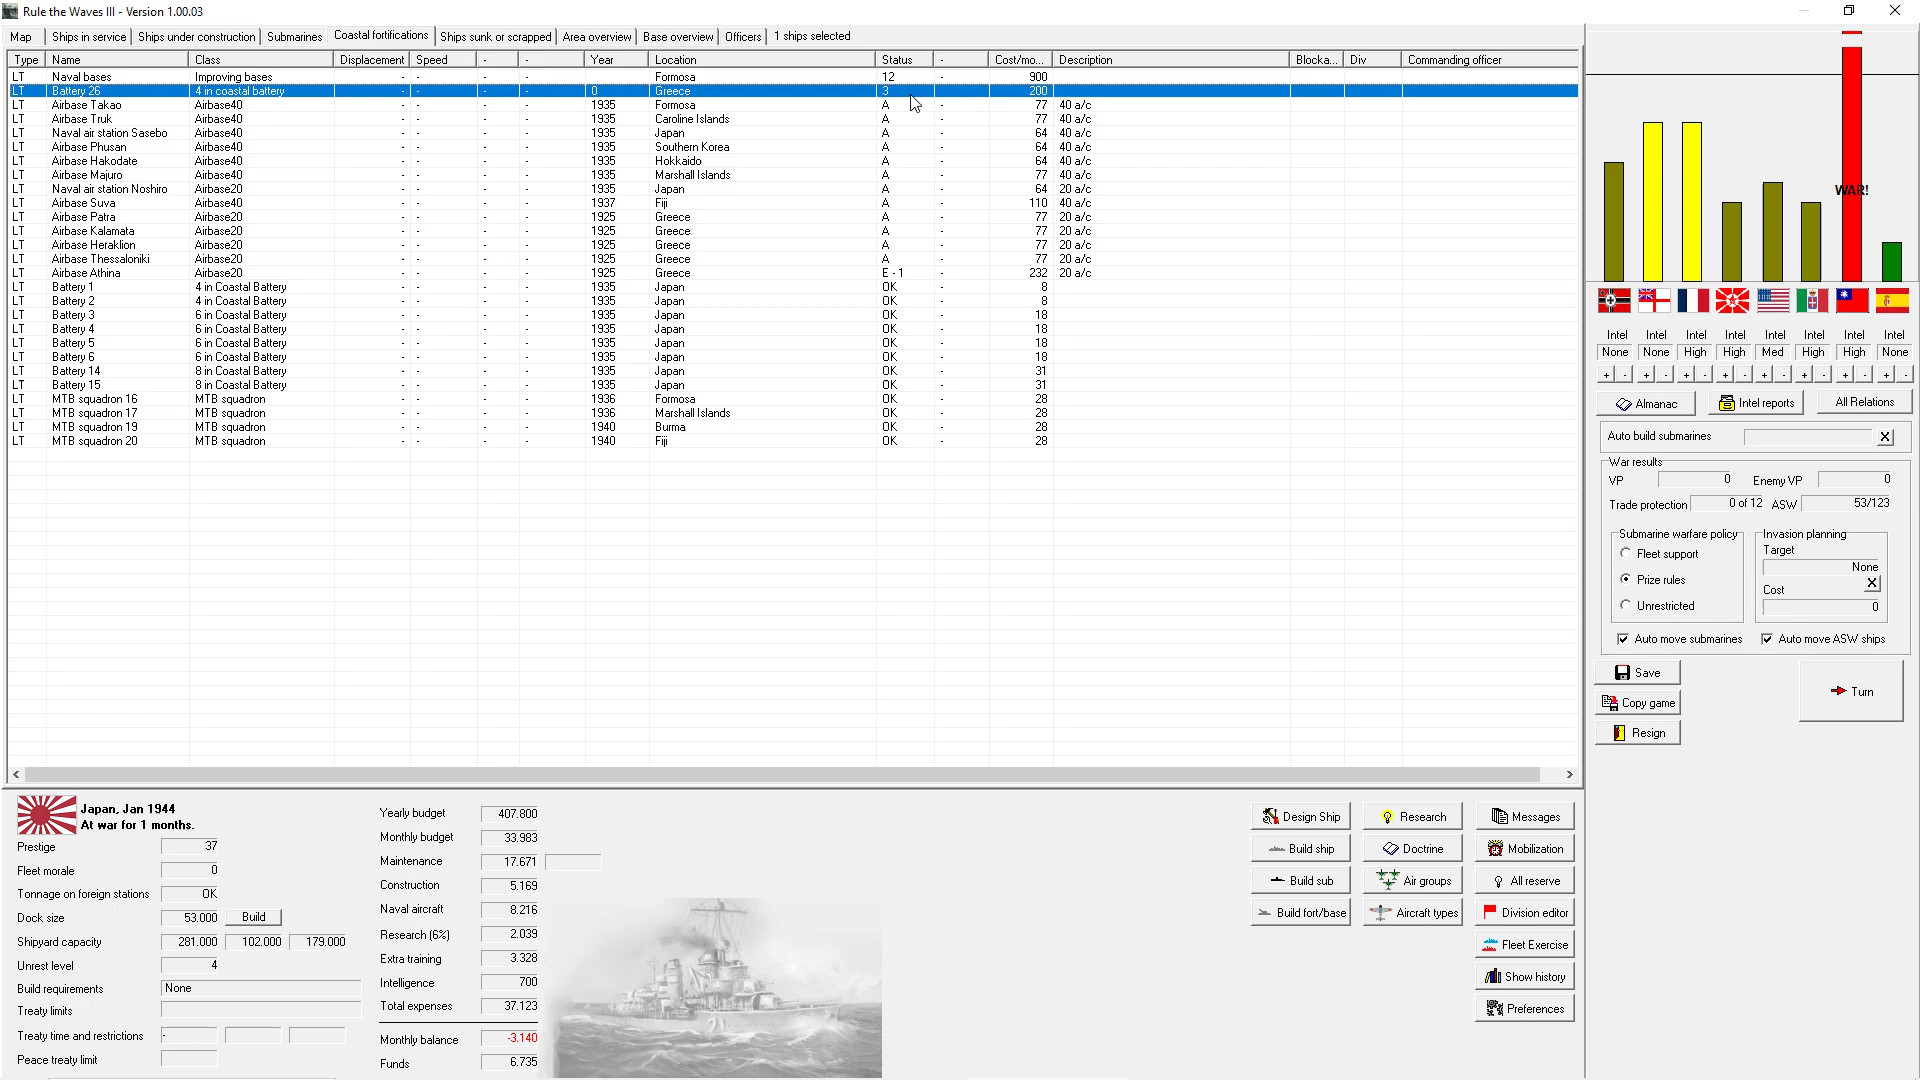 Rule the Waves III - Version 1.00.03
Map Ships in service Ships under construction Submarines Coastal fortifications Ships sunk or scrapped Area overview Base overview Officers 1 ships selected
Type Name Class Displacement Speed - - Year Location Status - Cost/mo... Description Blocka... Div Commanding officer
LT Naval bases Improving bases - - - - Formosa 12 - 900
LT Battery 26 4 in coastal battery - - - - 0 Greece 3 - 200
LT Airbase Takao Airbase40 - - - - 1935 Formosa A - 77 40 a/c
LT Airbase Truk Airbase40 - - - - 1935 Caroline Islands A - 77 40 a/c
LT Naval air station Sasebo Airbase40 - - - - 1935 Japan A - 64 40 a/c
LT Airbase Phusan Airbase40 - - - - 1935 Southern Korea A - 64 40 a/c
LT Airbase Hakodate Airbase40 - - - - 1935 Hokkaido A - 64 40 a/c
LT Airbase Majuro Airbase40 - - - - 1935 Marshall Islands A - 77 40 a/c
LT Naval air station Noshiro Airbase20 - - - - 1935 Japan A - 64 20 a/c
LT Airbase Suva Airbase40 - - - - 1937 Fiji A - 110 40 a/c
LT Airbase Patra Airbase20 - - - - 1925 Greece A - 77 20 a/c
LT Airbase Kalamata Airbase20 - - - - 1925 Greece A - 77 20 a/c
LT Airbase Heraklion Airbase20 - - - - 1925 Greece A - 77 20 a/c
LT Airbase Thessaloniki Airbase20 - - - - 1925 Greece A - 77 20 a/c
LT Airbase Athina Airbase20 - - - - 1925 Greece E - 1 - 232 20 a/c
LT Battery 1 4 in Coastal Battery - - - - 1935 Japan OK - 8
LT Battery 2 4 in Coastal Battery - - - - 1935 Japan OK - 8
LT Battery 3 6 in Coastal Battery - - - - 1935 Japan OK - 18
LT Battery 4 6 in Coastal Battery - - - - 1935 Japan OK - 18
LT Battery 5 6 in Coastal Battery - - - - 1935 Japan OK - 18
LT Battery 6 6 in Coastal Battery - - - - 1935 Japan OK - 18
LT Battery 14 8 in Coastal Battery - - - - 1935 Japan OK - 31
LT Battery 15 8 in Coastal Battery - - - - 1935 Japan OK - 31
LT MTB squadron 16 MTB squadron - - - - 1936 Formosa OK - 28
LT MTB squadron 17 MTB squadron - - - - 1936 Marshall Islands OK - 28
LT MTB squadron 19 MTB squadron - - - - 1940 Burma OK - 28
LT MTB squadron 20 MTB squadron - - - - 1940 Fiji OK - 28
WAR!
Intel Intel Intel Intel Intel Intel Intel Intel
None None High High Med High High None
+ - + - + - + - + - + - + - + -
Almanac Intel reports All Relations
Auto build submarines X
War results
VP 0 Enemy VP 0
Trade protection 0 of 12 ASW 53/123
Submarine warfare policy
Fleet support
Prize rules
Unrestricted
Invasion planning
Target
None
X
Cost
0
Auto move submarines Auto move ASW ships
Save
Copy game
Resign
Turn
Japan, Jan 1944
At war for 1 months.
Prestige 37
Fleet morale 0
Tonnage on foreign stations OK
Dock size 53.000 Build
Shipyard capacity 281.000 102.000 179.000
Unrest level 4
Build requirements None
Treaty limits
Treaty time and restrictions -
Peace treaty limit
Yearly budget 407.800
Monthly budget 33.983
Maintenance 17.671
Construction 5.169
Naval aircraft 8.216
Research (6%) 2.039
Extra training 3.328
Intelligence 700
Total expenses 37.123
Monthly balance -3.140
Funds 6.735
Design Ship Research Messages
Build ship Doctrine Mobilization
Build sub Air groups All reserve
Build fort/base Aircraft types Division editor
Fleet Exercise
Show history
Preferences